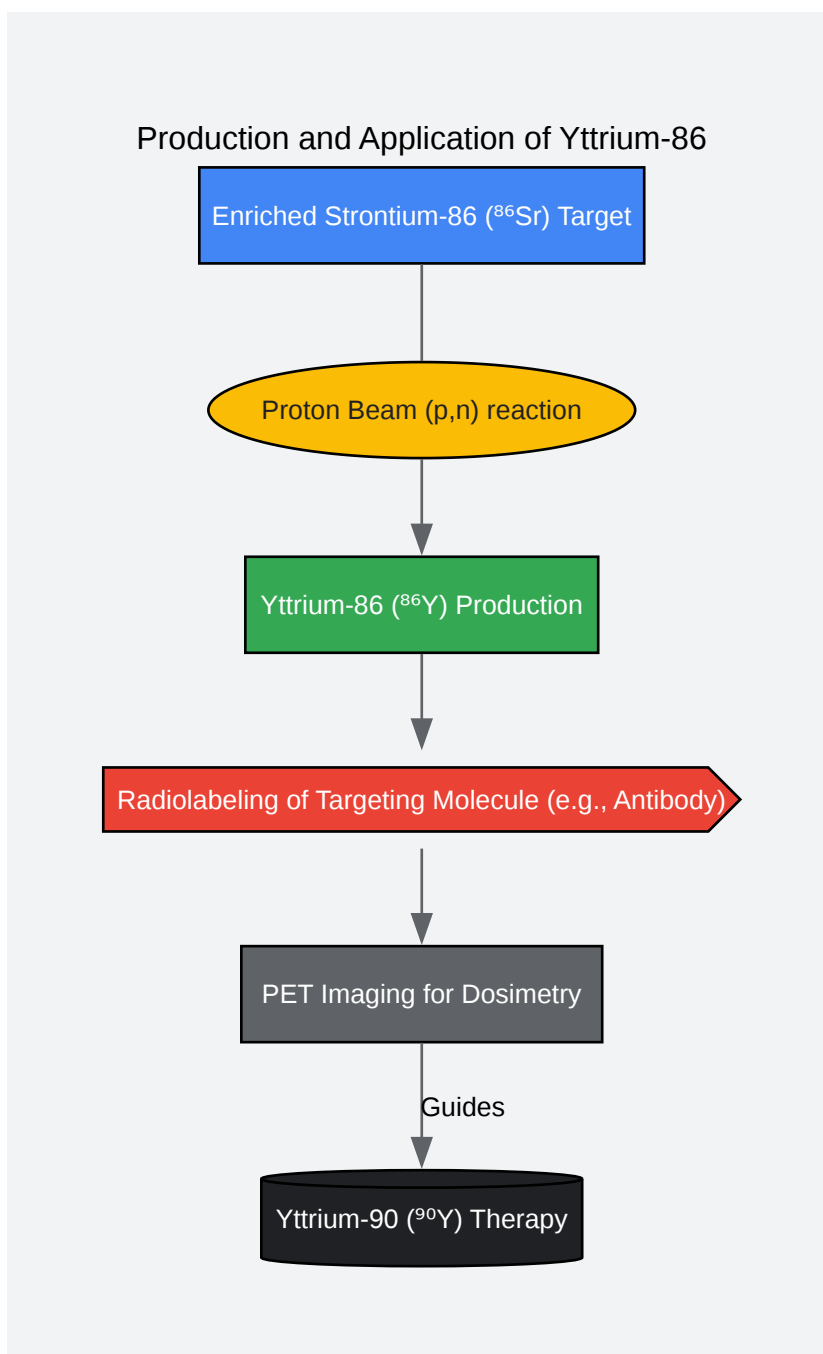 Production and Application of Yttrium-86
Enriched Strontium-86 (⁸⁶Sr) Target
Proton Beam (p,n) reaction
Yttrium-86 (⁸⁶Y) Production
Radiolabeling of Targeting Molecule (e.g., Antibody)
PET Imaging for Dosimetry
Guides
Yttrium-90 (⁹⁰Y) Therapy